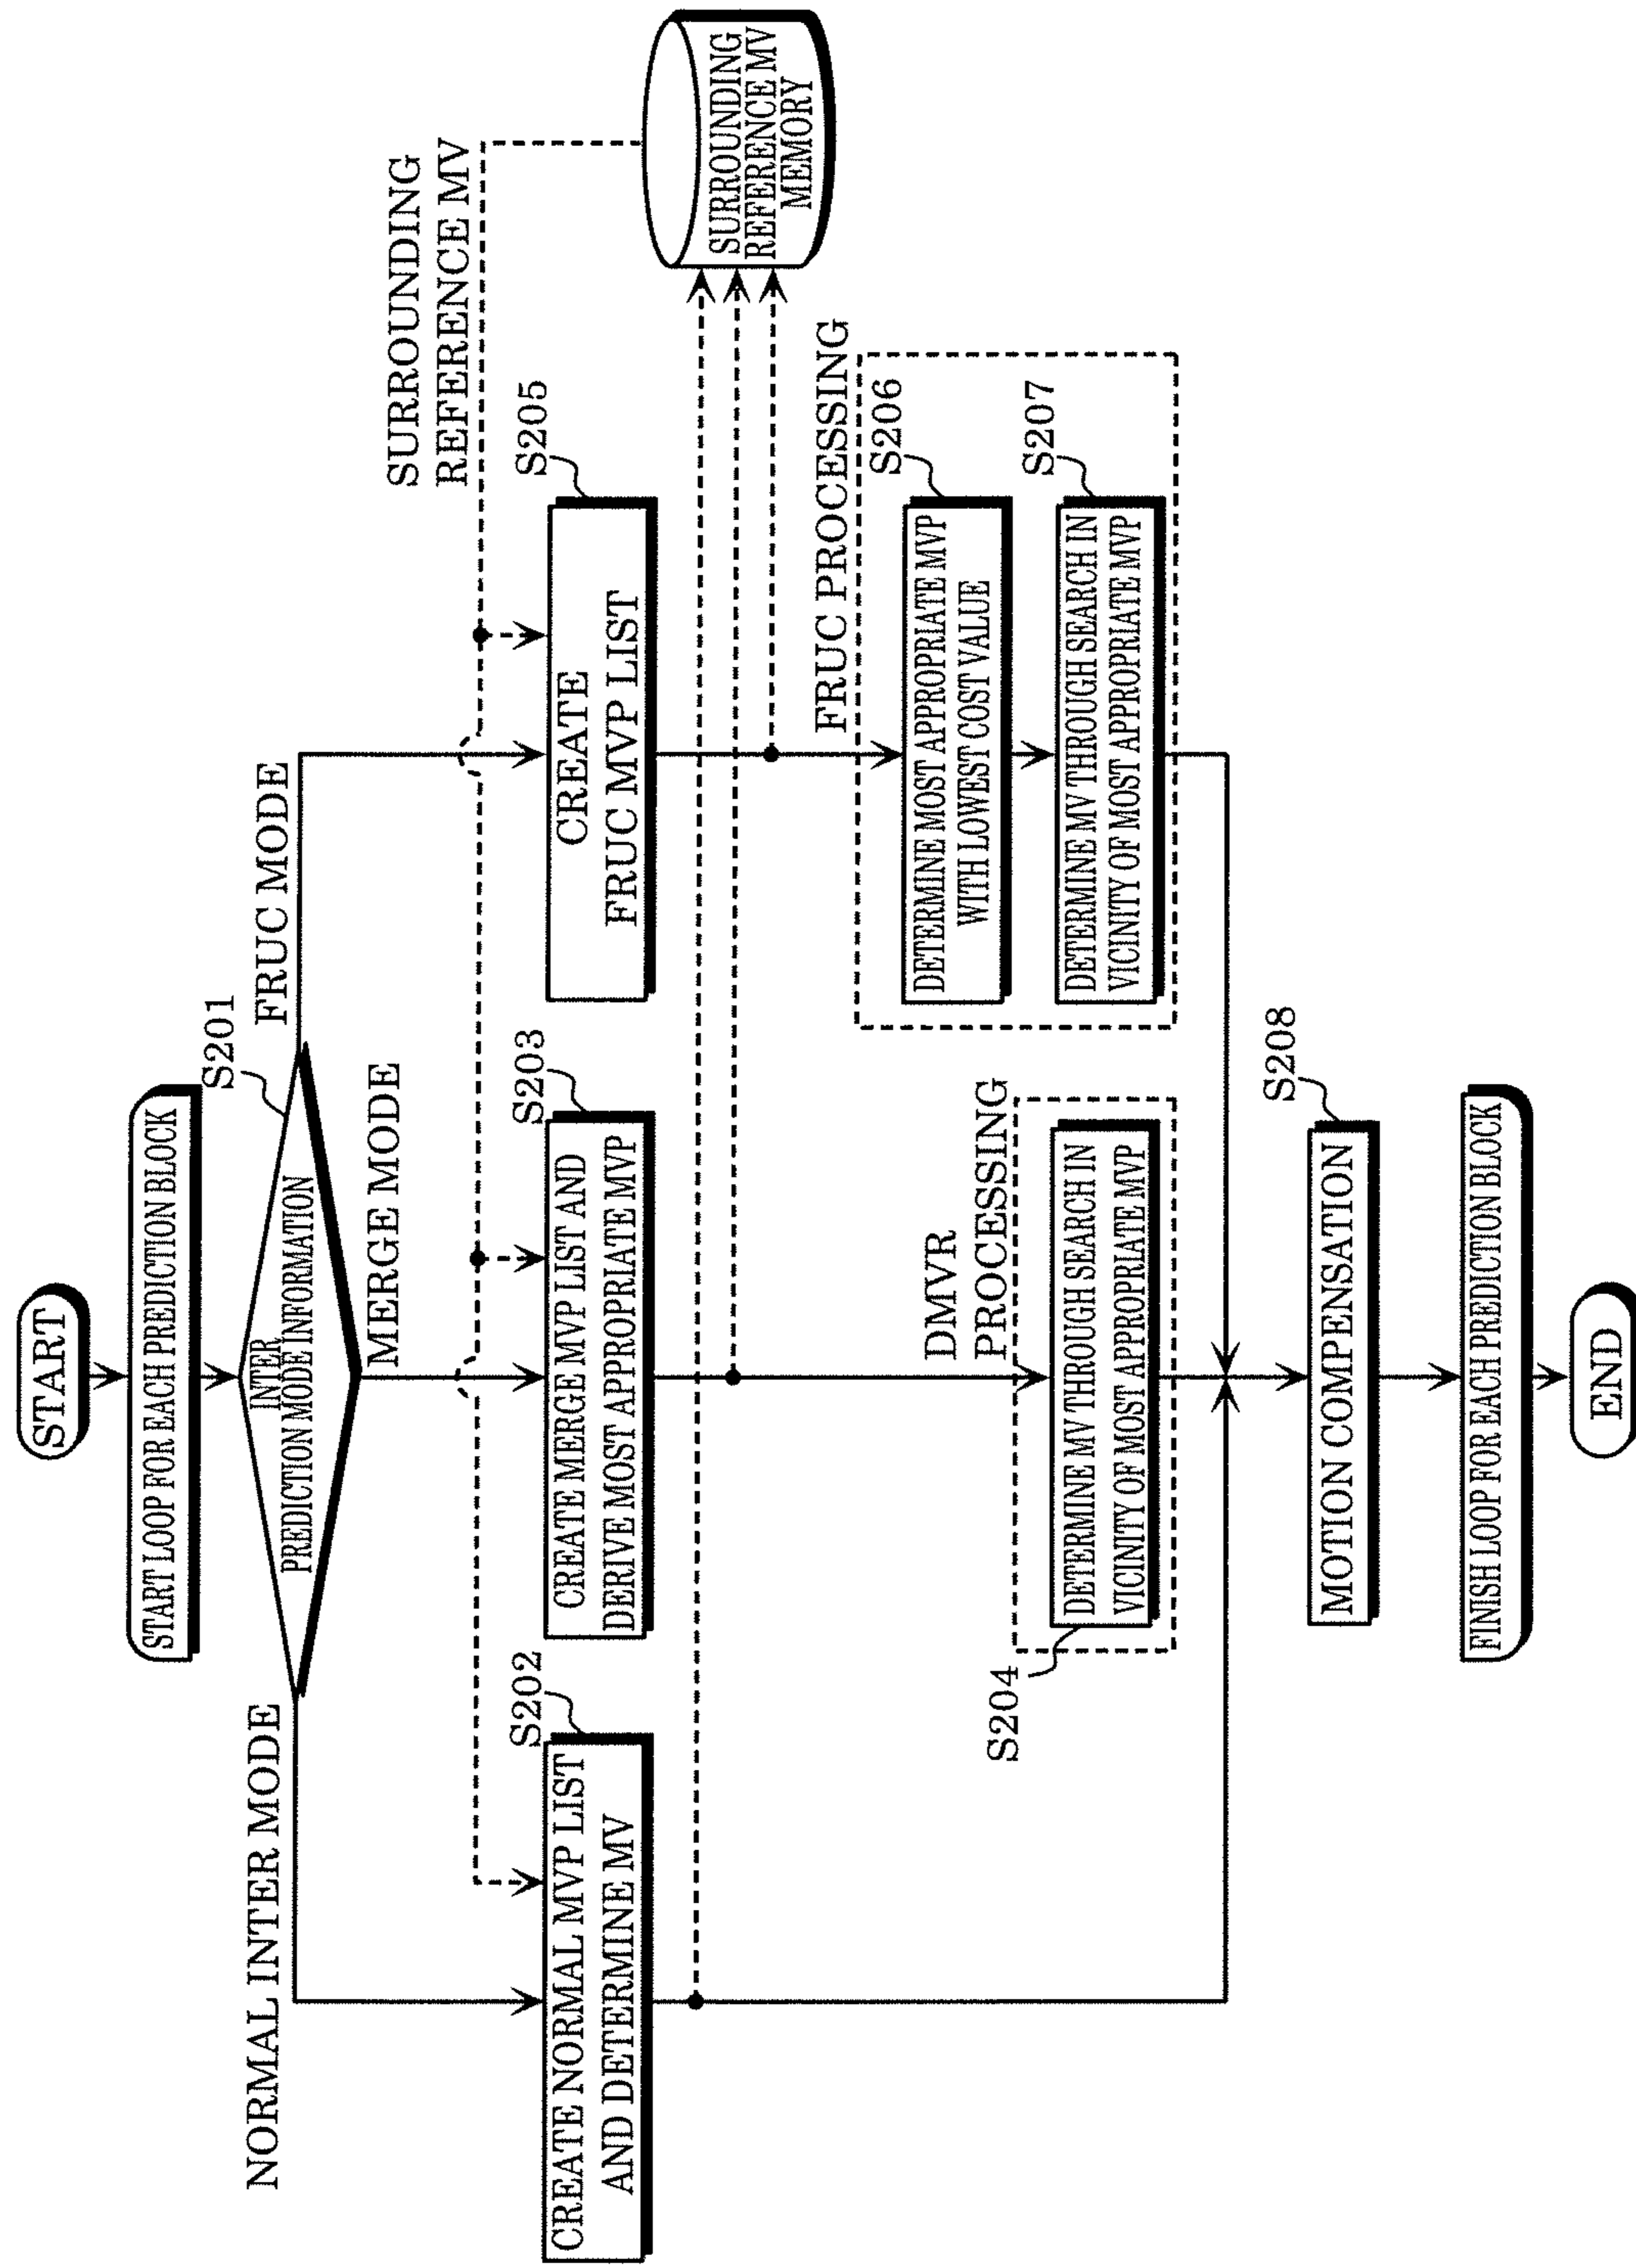 START
START LOOP FOR EACH PREDICTION BLOCK
S201
INTER
PREDICTION MODE INFORMATION
NORMAL INTER MODE
MERGE MODE
FRUC MODE
SURROUNDING
REFERENCE MV
S202
CREATE NORMAL MVP LIST
AND DETERMINE MV
S203
CREATE MERGE MVP LIST AND
DERIVE MOST APPROPRIATE MVP
S205
CREATE
FRUC MVP LIST
SURROUNDING
REFERENCE MV
MEMORY
FRUC PROCESSING
S206
DETERMINE MOST APPROPRIATE MVP
WITH LOWEST COST VALUE
S207
DETERMINE MV THROUGH SEARCH IN
VICINITY OF MOST APPROPRIATE MVP
DMVR
PROCESSING
S204
DETERMINE MV THROUGH SEARCH IN
VICINITY OF MOST APPROPRIATE MVP
S208
MOTION COMPENSATION
FINISH LOOP FOR EACH PREDICTION BLOCK
END